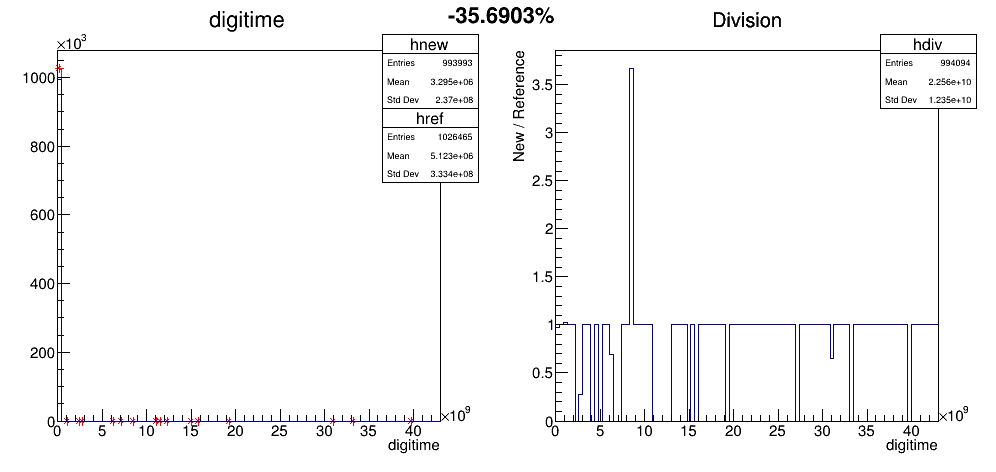 -35.6903%
digitime
×10³
hnew
Entries 993993
Mean 3.295e+06
Std Dev 2.37e+08
href
Entries 1026465
Mean 5.123e+06
Std Dev 3.334e+08
1000
800
600
400
200
0
0 5 10 15 20 25 30 35 40
×10⁹
digitime
Division
hdiv
Entries 994094
Mean 2.256e+10
Std Dev 1.235e+10
New / Reference
3.5
3
2.5
2
1.5
1
0.5
0
0 5 10 15 20 25 30 35 40
×10⁹
digitime